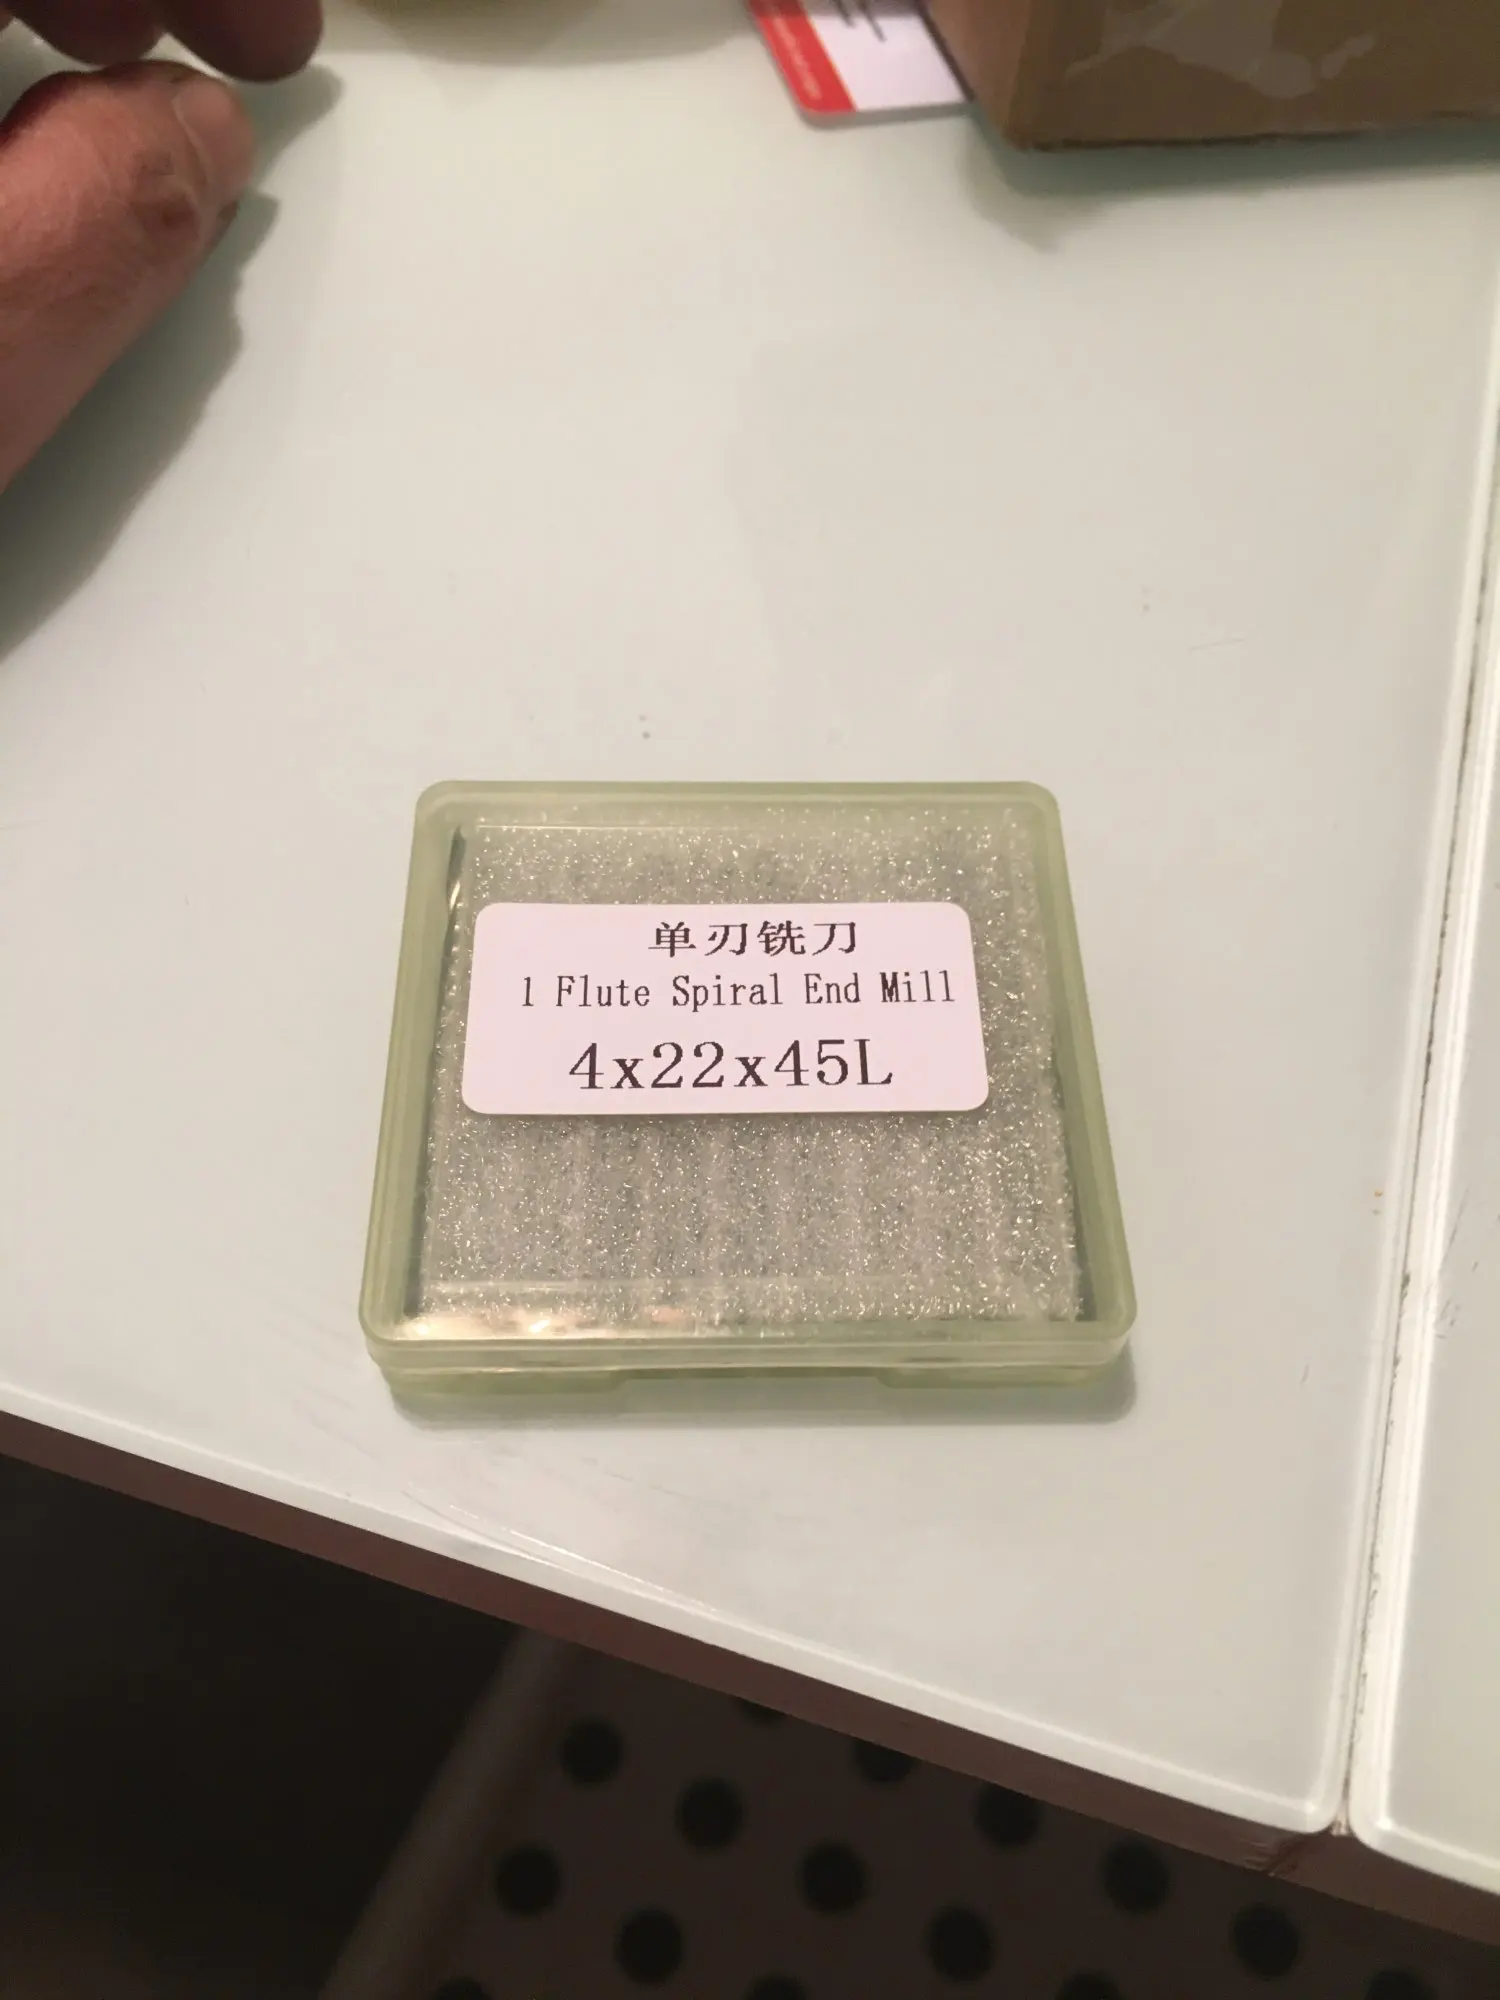 单刃铣刀
1 Flute Spiral End Mill
4x22x45L